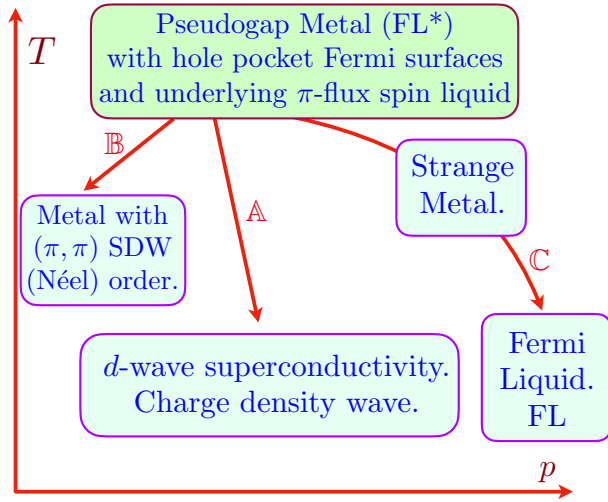 T
Pseudogap Metal (FL*)
with hole pocket Fermi surfaces
and underlying π-flux spin liquid
𝔹
Strange
Metal.
Metal with
(π, π) SDW
(Néel) order.
𝔸
ℂ
d-wave superconductivity.
Charge density wave.
Fermi
Liquid.
FL
p